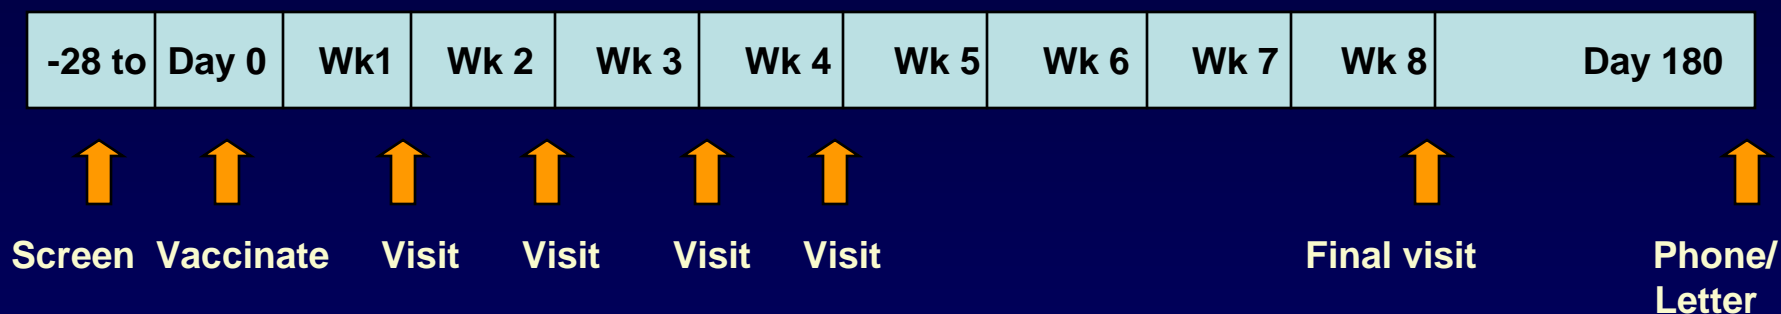 -28 to Day 0 Wk1 Wk 2 Wk 3 Wk 4 Wk 5 Wk 6 Wk 7 Wk 8 Day 180
Screen Vaccinate Visit Visit Visit Visit Final visit Phone/
Letter